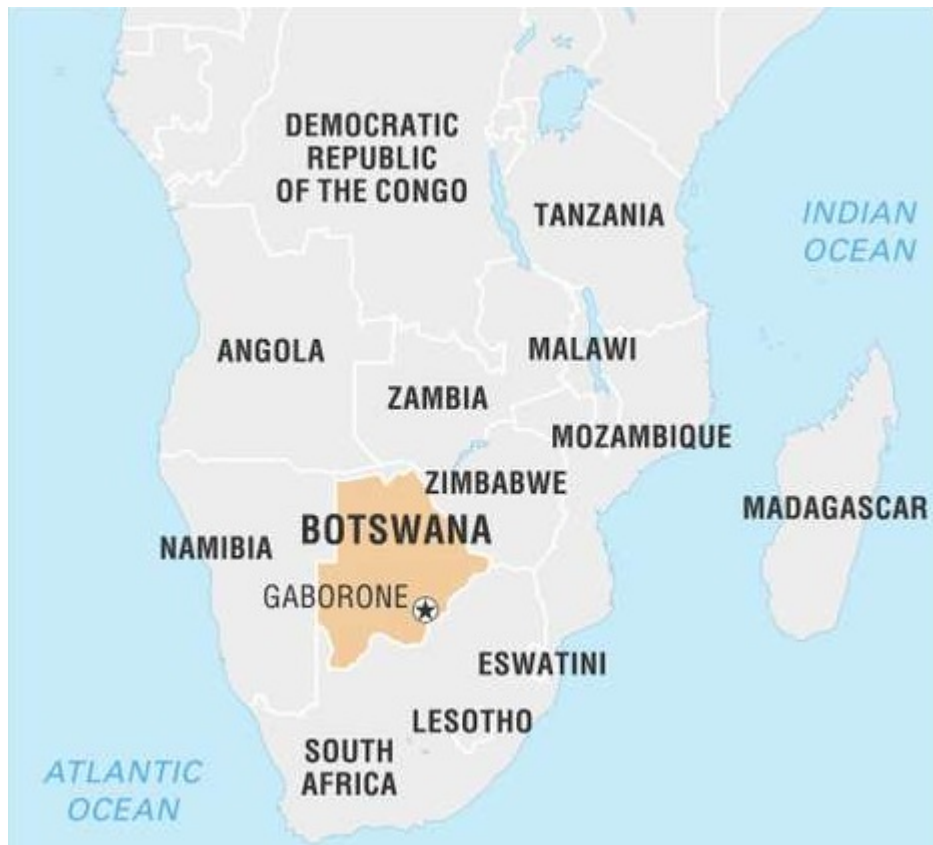 DEMOCRATIC
REPUBLIC
OF THE CONGO
TANZANIA
INDIAN
OCEAN
ANGOLA
MALAWI
ZAMBIA
MOZAMBIQUE
ZIMBABWE
MADAGASCAR
BOTSWANA
NAMIBIA
GABORONE
ESWATINI
LESOTHO
SOUTH
AFRICA
ATLANTIC
OCEAN